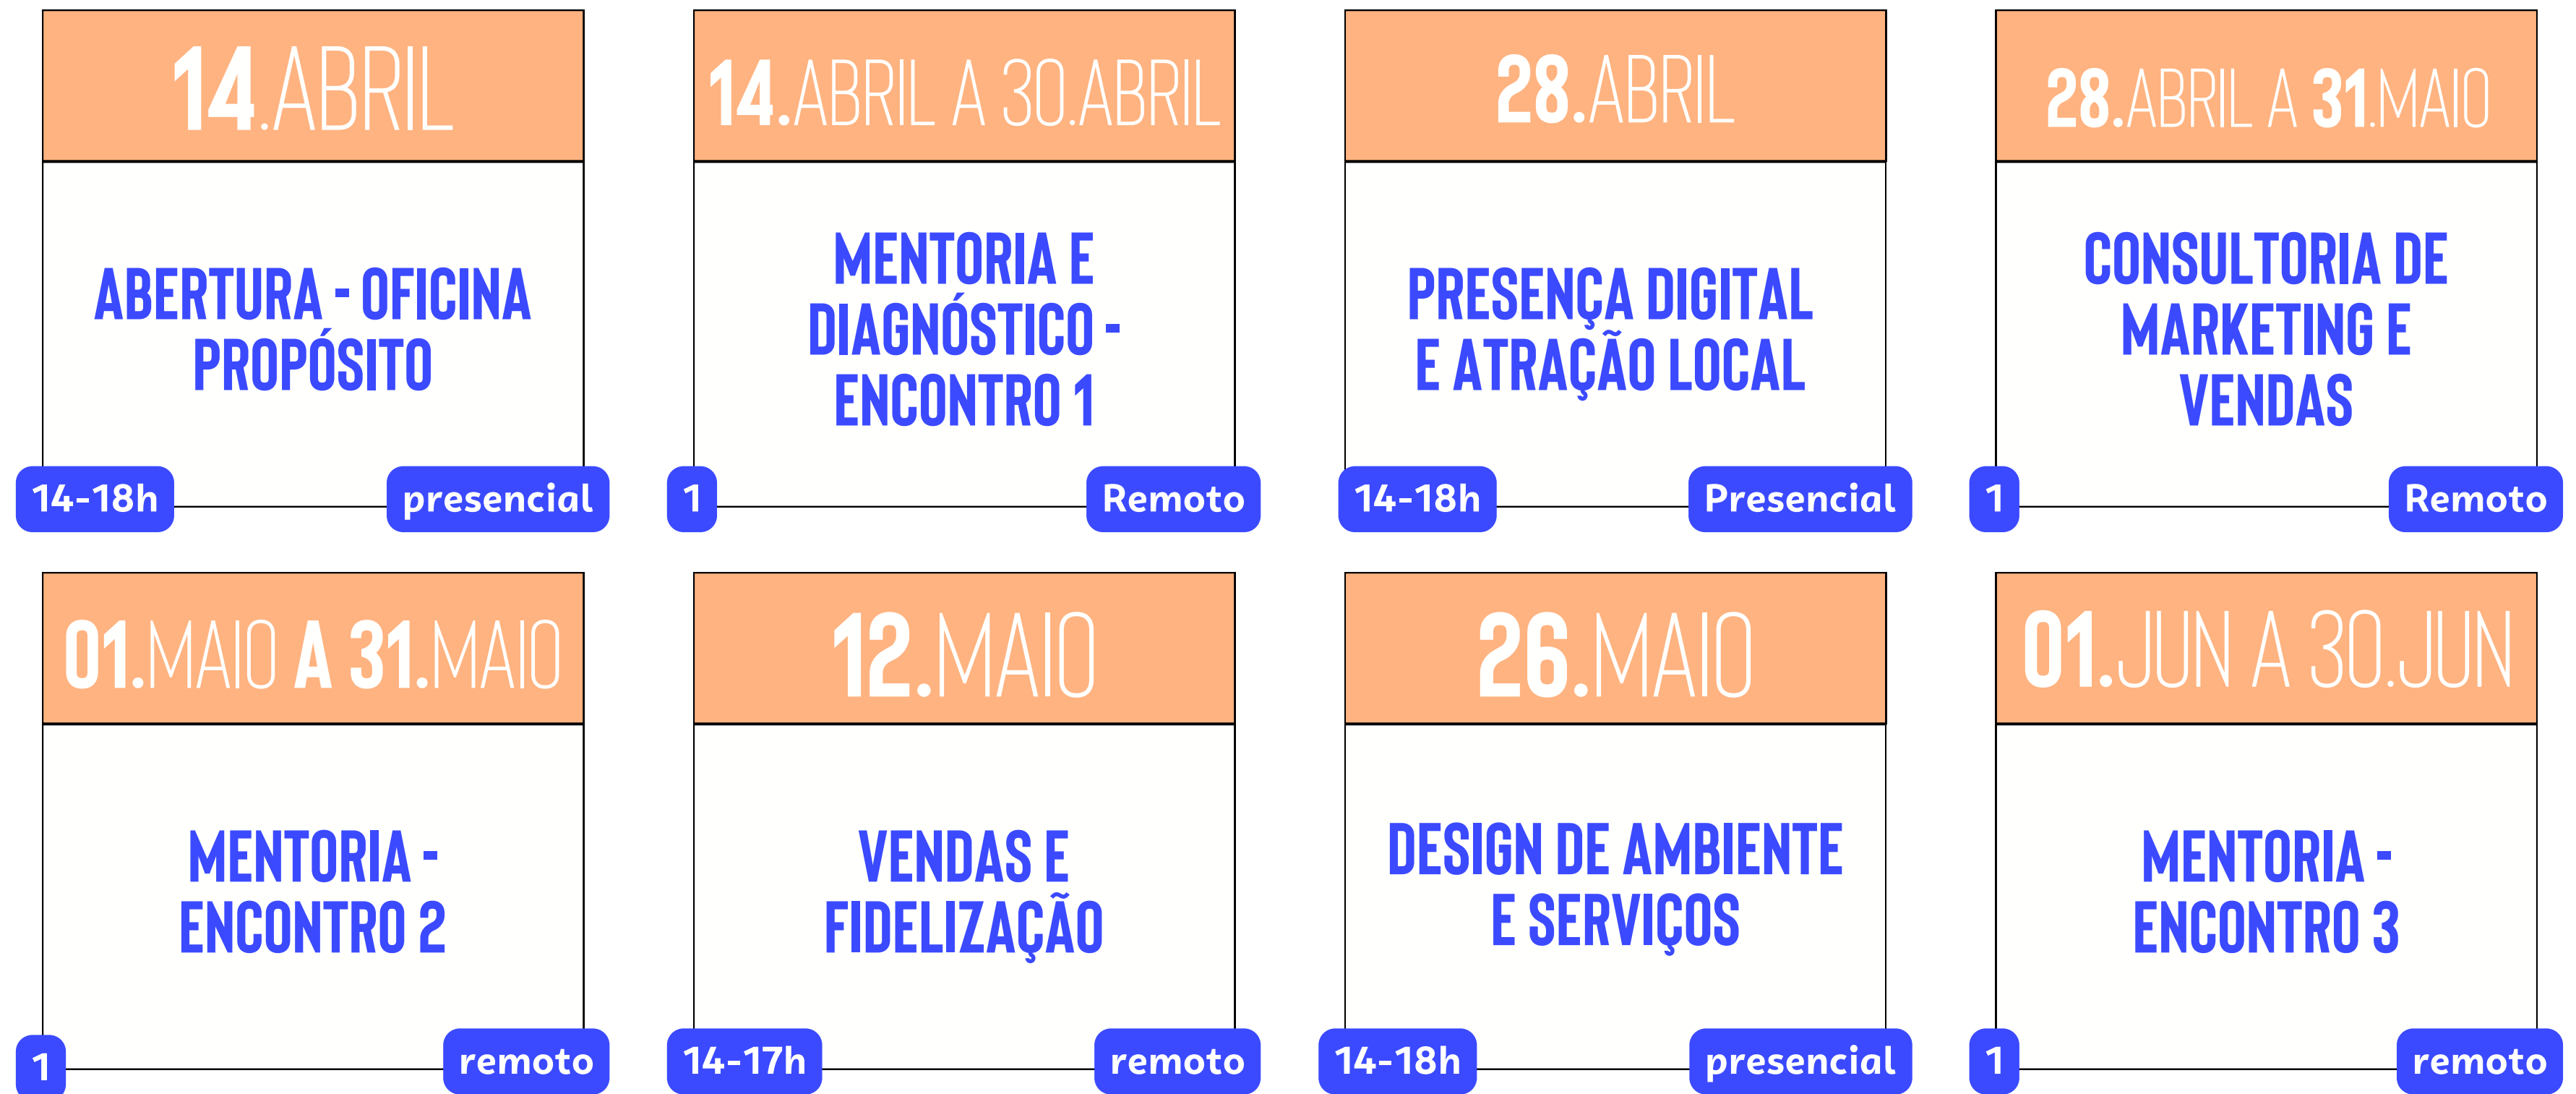 14.ABRIL
ABERTURA - OFICINA
PROPÓSITO
14-18h
presencial
14.ABRIL A 30.ABRIL
MENTORIA E
DIAGNÓSTICO -
ENCONTRO 1
1
Remoto
28.ABRIL
PRESENÇA DIGITAL
E ATRAÇÃO LOCAL
14-18h
Presencial
28.ABRIL A 31.MAIO
CONSULTORIA DE
MARKETING E
VENDAS
1
Remoto
01.MAIO A 31.MAIO
MENTORIA -
ENCONTRO 2
1
remoto
12.MAIO
VENDAS E
FIDELIZAÇÃO
14-17h
remoto
26.MAIO
DESIGN DE AMBIENTE
E SERVIÇOS
14-18h
presencial
01.JUN A 30.JUN
MENTORIA -
ENCONTRO 3
1
remoto